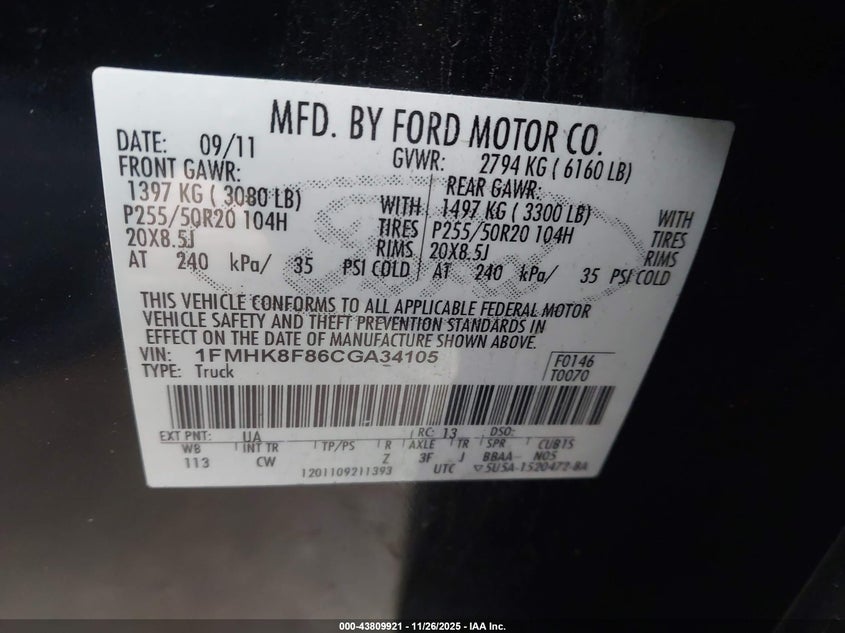 MFD. BY FORD MOTOR CO.
DATE: 09/11 GVWR: 2794 KG ( 6160 LB)
FRONT GAWR: REAR GAWR:
1397 KG ( 3080 LB) WITH 1497 KG ( 3300 LB) WITH
P255/50R20 104H TIRES P255/50R20 104H TIRES
20X8.5J RIMS 20X8.5J RIMS
AT 240 kPa/ 35 PSI COLD AT 240 kPa/ 35 PSI COLD
THIS VEHICLE CONFORMS TO ALL APPLICABLE FEDERAL MOTOR
VEHICLE SAFETY AND THEFT PREVENTION STANDARDS IN
EFFECT ON THE DATE OF MANUFACTURE SHOWN ABOVE.
VIN: 1FMHK8F86CGA34105 F0146
TYPE: Truck T0070
EXT PNT: UA RC: 13 DSO:
WB INT TR TP/PS R AXLE TR SPR CUBTS
113 CW Z 3F J BBAA N05
1201109211393 UTC ▽5U5A-1520472-BA
000-43809921 - 11/26/2025 - IAA Inc.